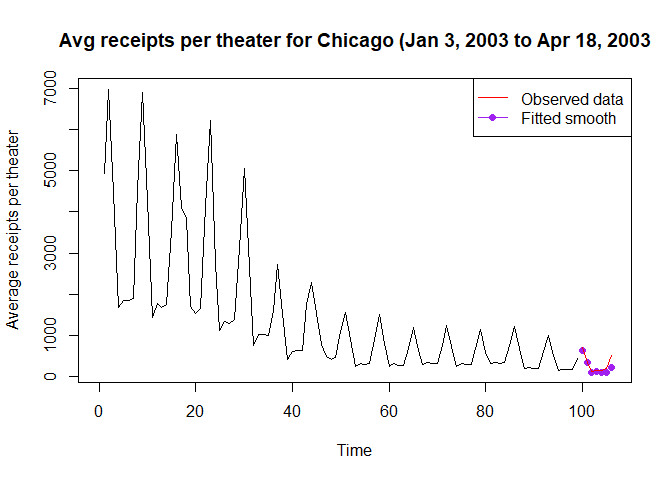 Avg receipts per theater for Chicago (Jan 3, 2003 to Apr 18, 2003
Observed data
Fitted smooth
Average receipts per theater
7000
5000
3000
1000
0
0 20 40 60 80 100
Time